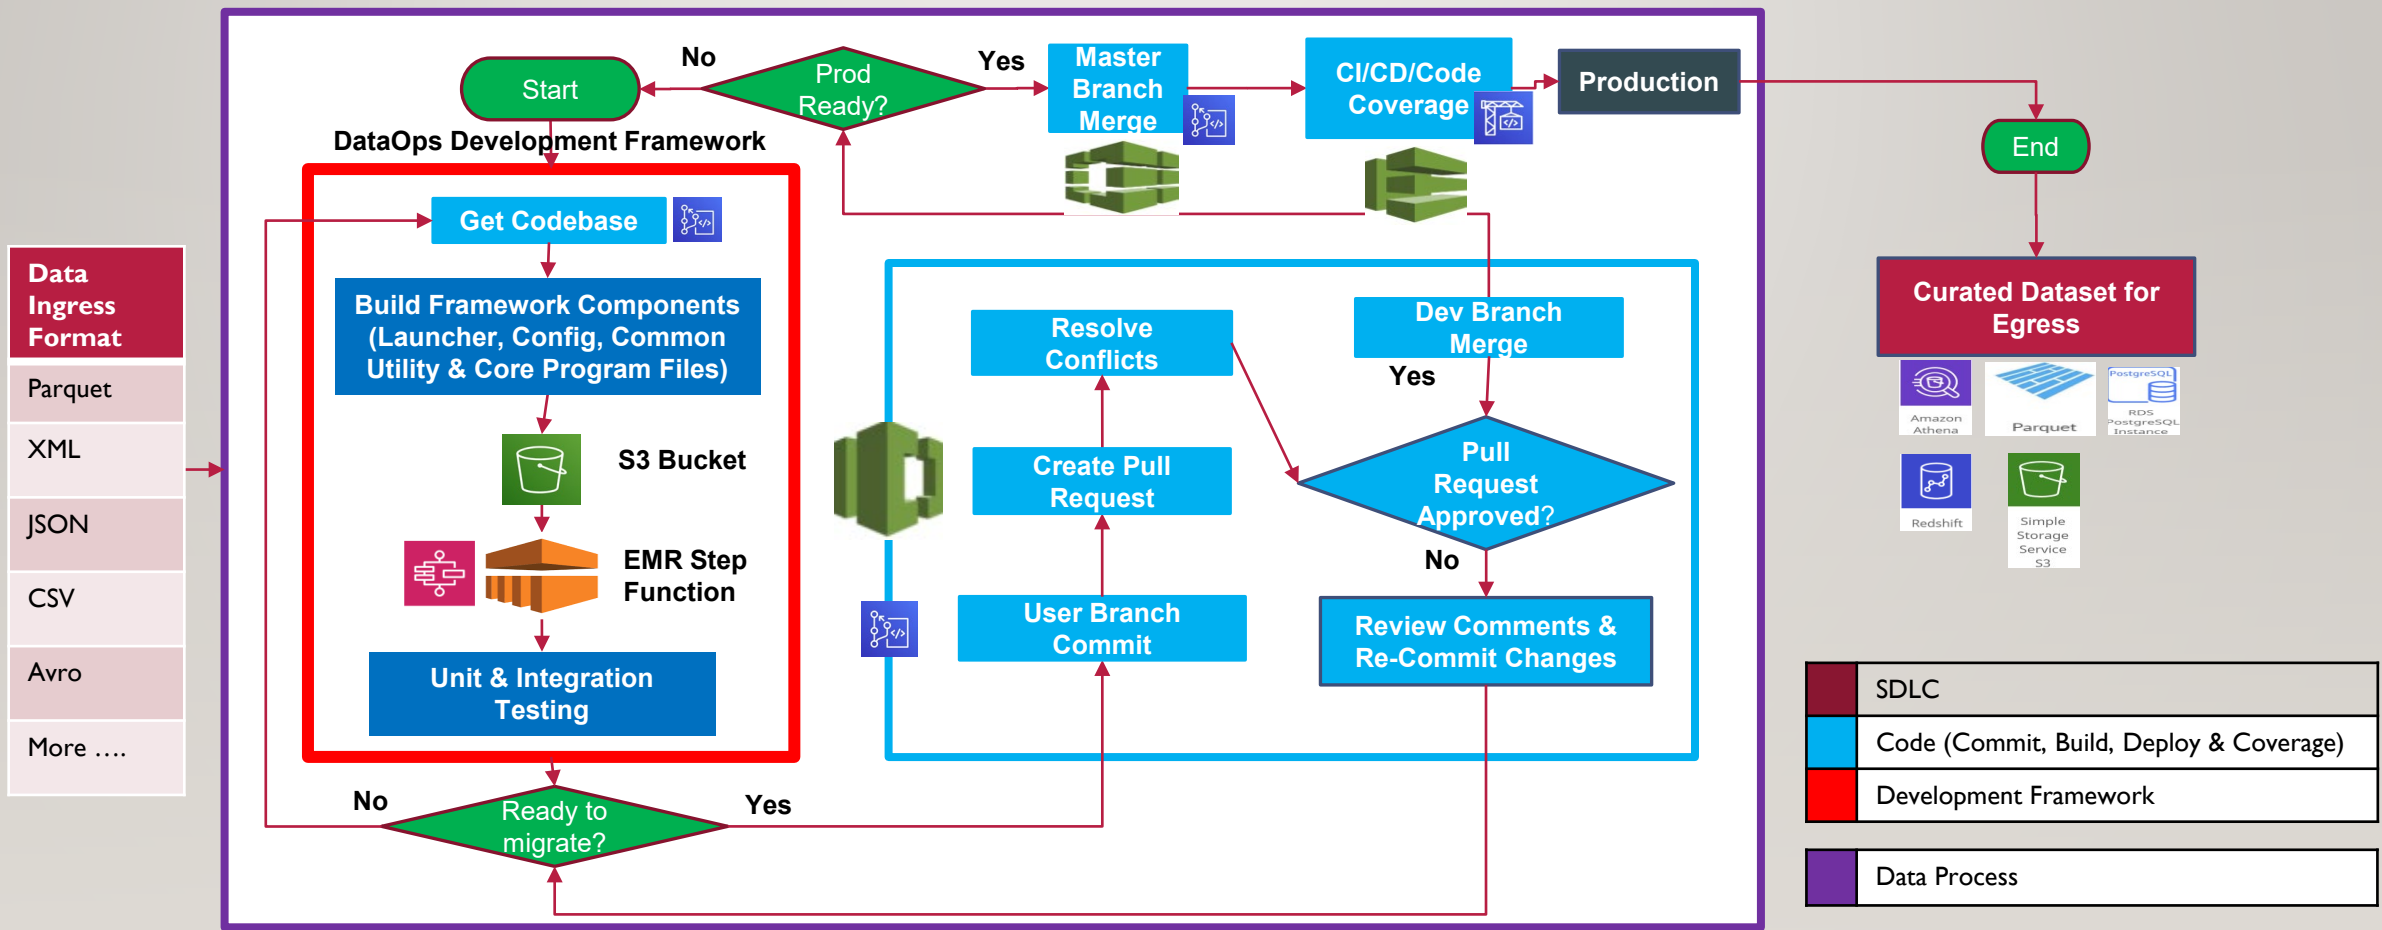 Data
Ingress
Format
Parquet
XML
JSON
CSV
Avro
More ....
No
Start
Prod
Ready?
Yes
Master
Branch
Merge
CI/CD/Code
Coverage
Production
End
DataOps Development Framework
Get Codebase
Build Framework Components
(Launcher, Config, Common
Utility & Core Program Files)
S3 Bucket
EMR Step
Function
Unit & Integration
Testing
No
Ready to
migrate?
Yes
Resolve
Conflicts
Create Pull
Request
User Branch
Commit
Dev Branch
Merge
Yes
Pull
Request
Approved?
No
Review Comments &
Re-Commit Changes
Curated Dataset for
Egress
Amazon
Athena
Parquet
PostgreSQL
RDS
PostgreSQL
Instance
Redshift
Simple
Storage
Service
S3
SDLC
Code (Commit, Build, Deploy & Coverage)
Development Framework
Data Process